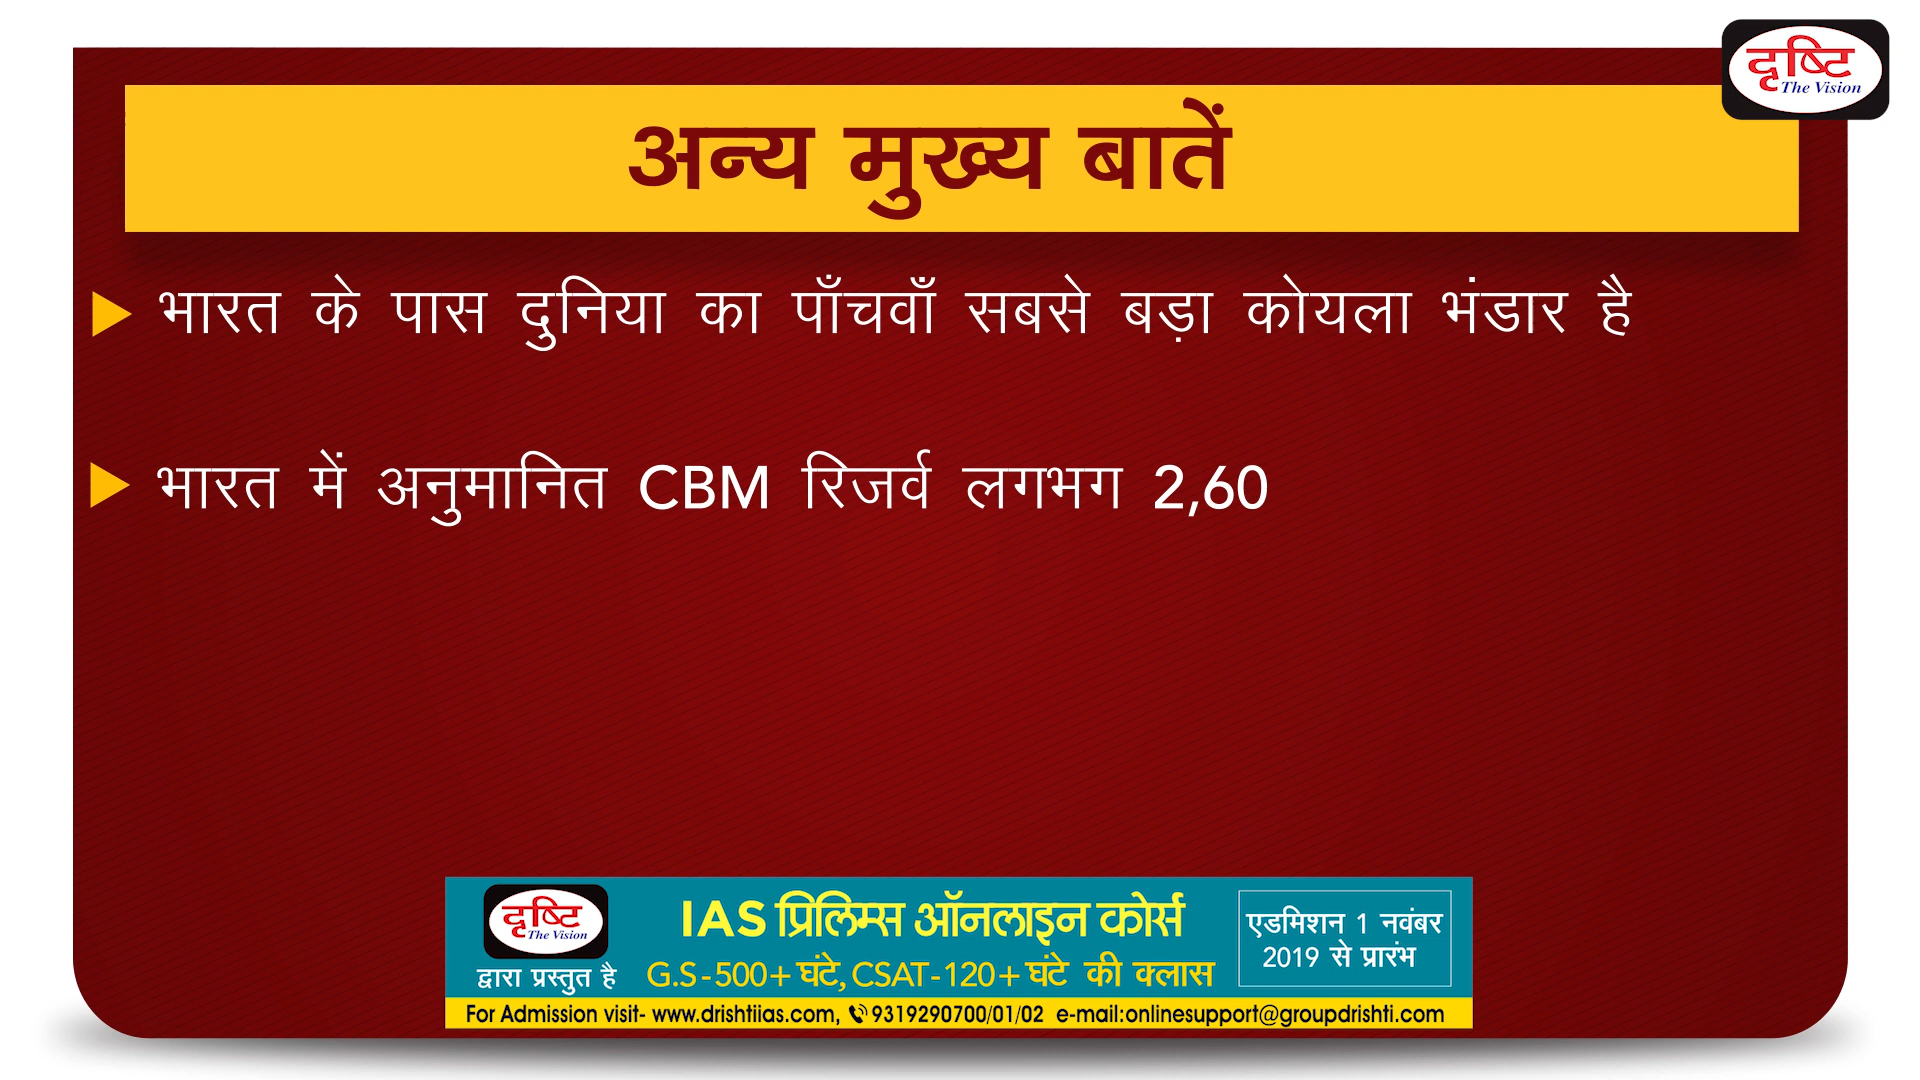 दृष्टि
The Vision
अन्य मुख्य बातें
भारत के पास दुनिया का पाँचवाँ सबसे बड़ा कोयला भंडार है
भारत में अनुमानित CBM रिजर्व लगभग 2,60
दृष्टि
The Vision
द्वारा प्रस्तुत है
IAS प्रिलिम्स ऑनलाइन कोर्स
G.S-500+ घंटे, CSAT-120+ घंटे की क्लास
एडमिशन 1 नवंबर
2019 से प्रारंभ
For Admission visit- www.drishtiias.com, 9319290700/01/02 e-mail:onlinesupport@groupdrishti.com